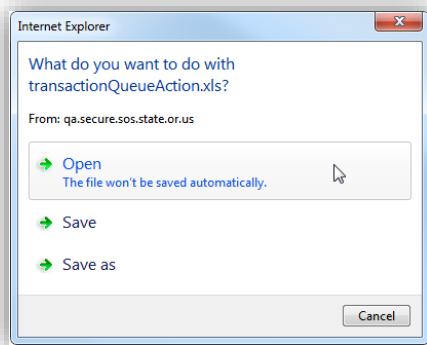 Internet Explorer
x
What do you want to do with
transactionQueueAction.xls?
From: qa.secure.sos.state.or.us
Open
The file won't be saved automatically.
Save
Save as
Cancel